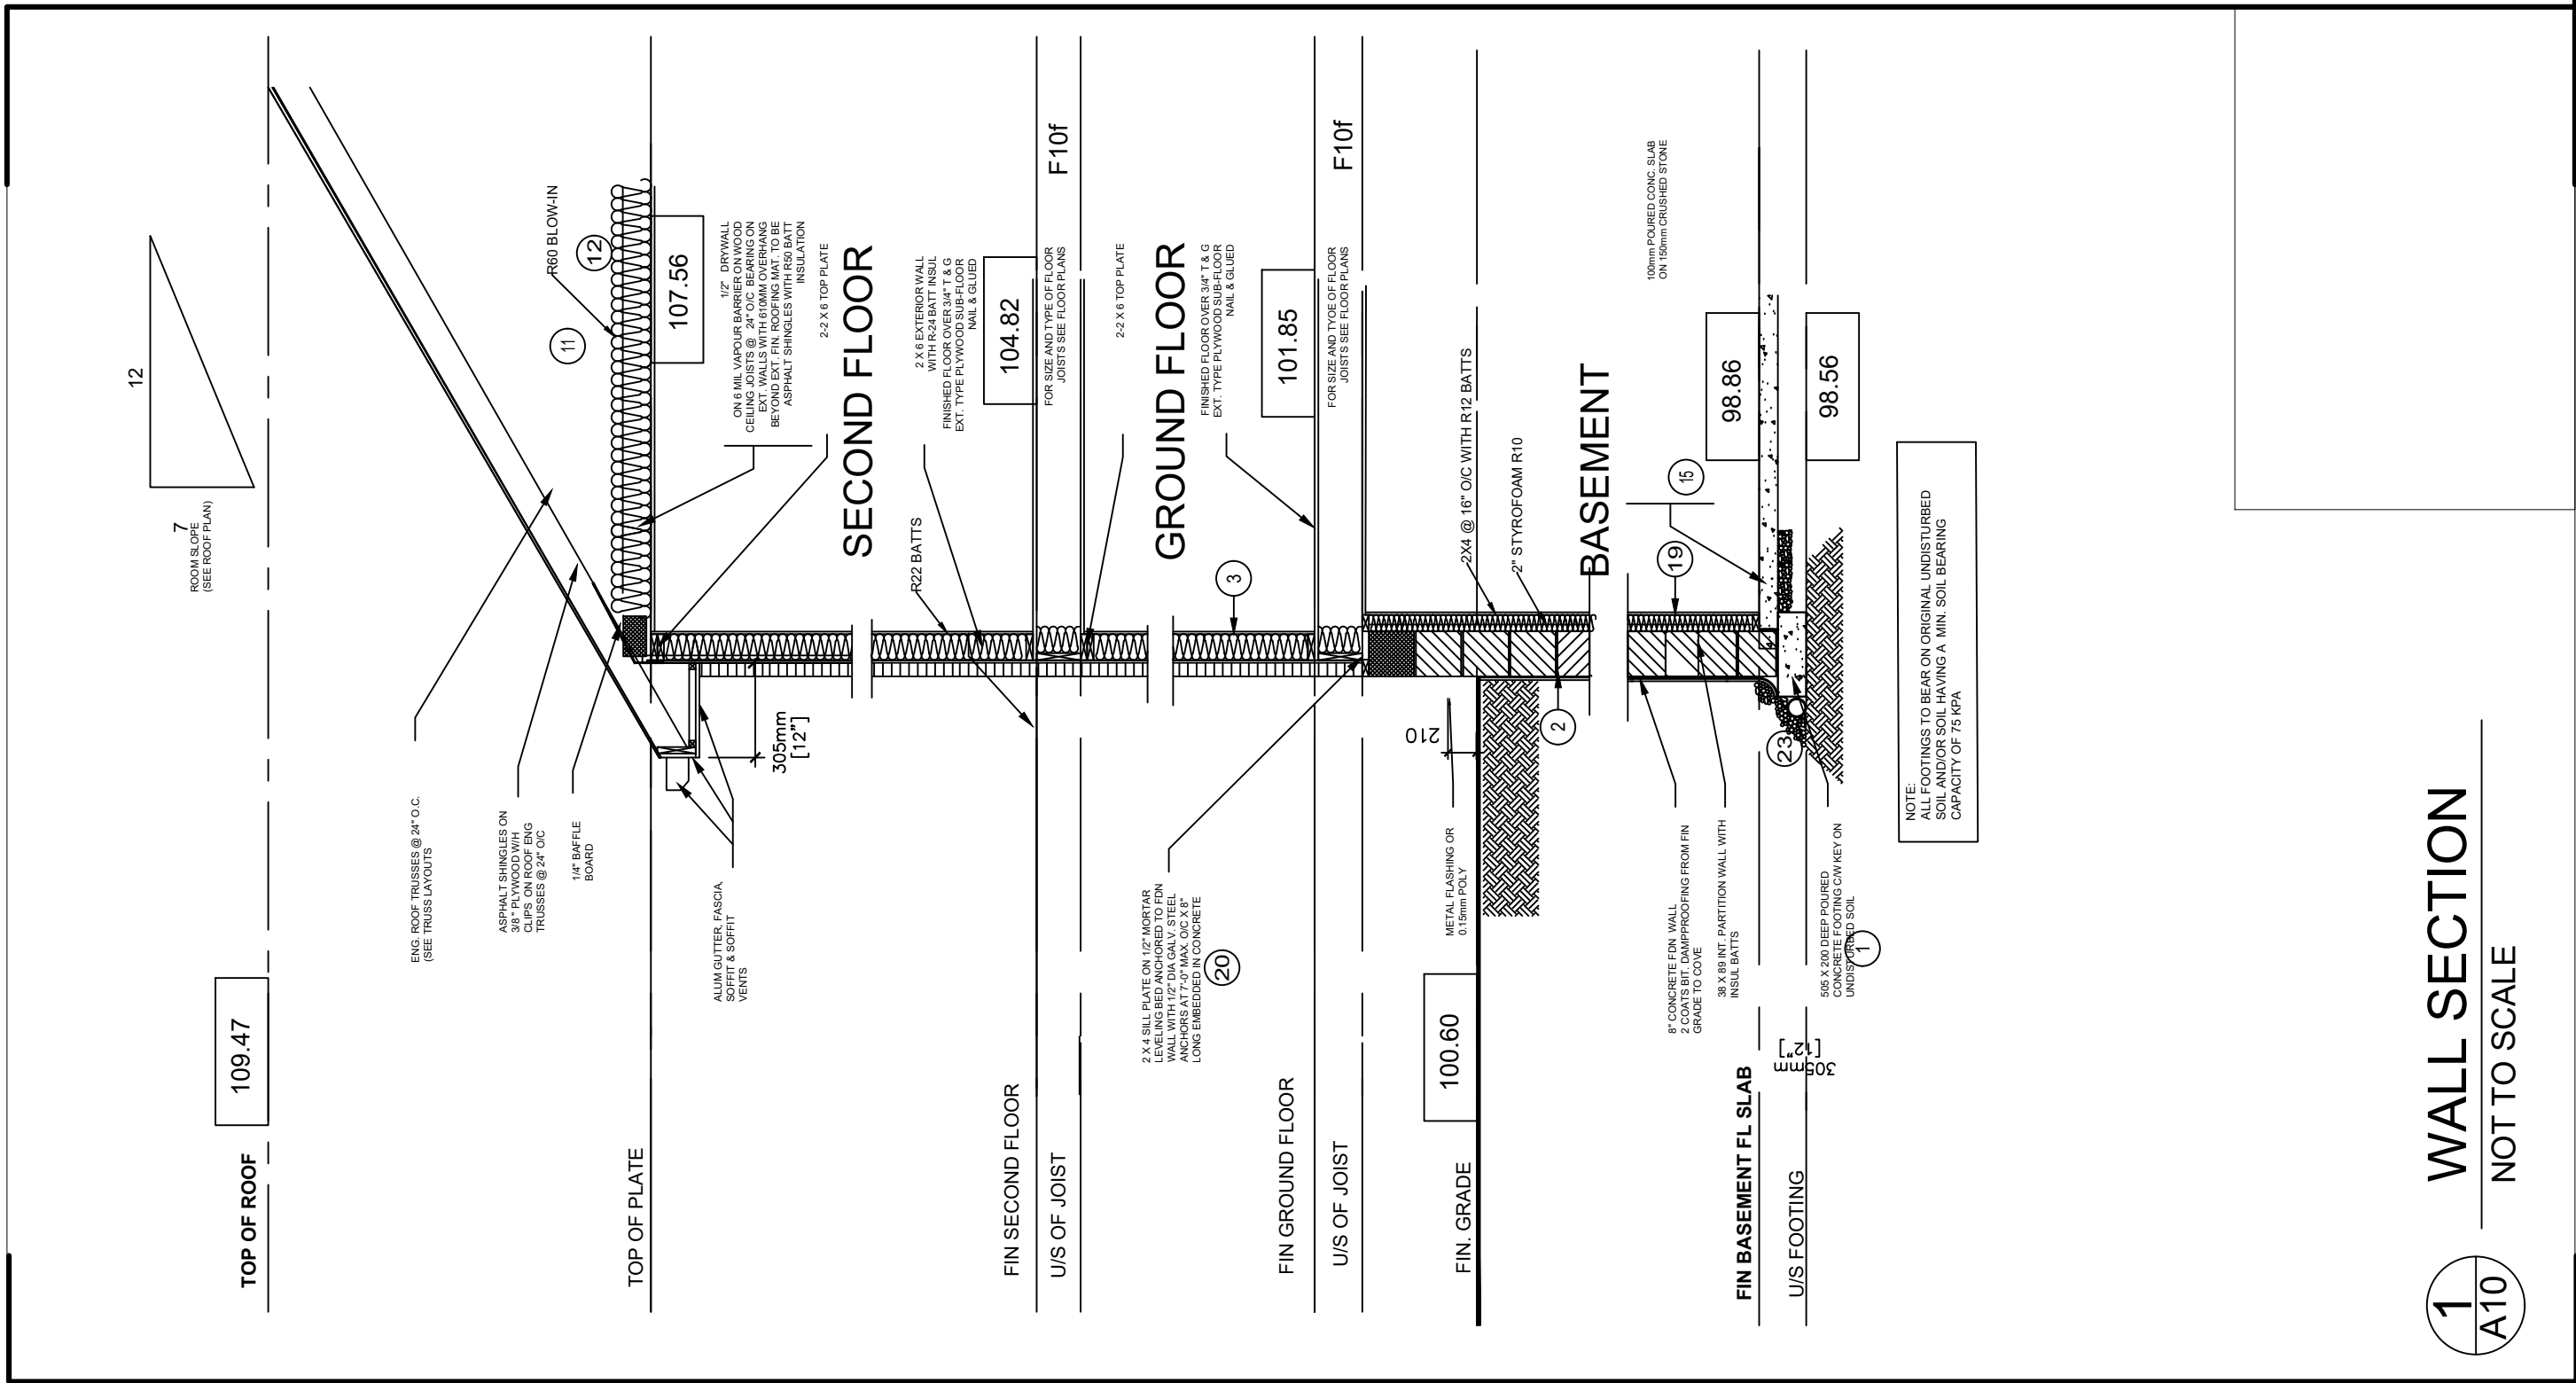 12
7
ROOM SLOPE
(SEE ROOF PLAN)
TOP OF ROOF
109.47
ENG. ROOF TRUSSES @ 24" O.C.
(SEE TRUSS LAYOUTS
ASPHALT SHINGLES ON
3/8" PLYWOOD W/H
CLIPS ON ROOF ENG
TRUSSES @ 24" O/C
1/4" BAFFLE
BOARD
R60 BLOW-IN
11
12
TOP OF PLATE
107.56
ALUM GUTTER, FASCIA,
SOFFIT & SOFFIT
VENTS
305mm
[12"]
1/2" DRYWALL
ON 6 MIL VAPOUR BARRIER ON WOOD
CEILING JOISTS @ 24" O/C BEARING ON
EXT. WALLS WITH 610MM OVERHANG
BEYOND EXT. FIN. ROOFING MAT. TO BE
ASPHALT SHINGLES WITH R50 BATT
INSULATION
2-2 X 6 TOP PLATE
SECOND FLOOR
R22 BATTS
2 X 6 EXTERIOR WALL
WITH R-24 BATT INSUL
FINISHED FLOOR OVER 3/4" T & G
EXT. TYPE PLYWOOD SUB-FLOOR
NAIL & GLUED
104.82
FIN SECOND FLOOR
U/S OF JOIST
FOR SIZE AND TYPE OF FLOOR
JOISTS SEE FLOOR PLANS
F10f
2-2 X 6 TOP PLATE
GROUND FLOOR
3
FINISHED FLOOR OVER 3/4" T & G
EXT. TYPE PLYWOOD SUB-FLOOR
NAIL & GLUED
2 X 4 SILL PLATE ON 1/2" MORTAR
LEVELING BED ANCHORED TO FDN
WALL WITH 1/2" DIA GALV. STEEL
ANCHORS AT 7'-0" MAX. O/C X 8"
LONG EMBEDDED IN CONCRETE
20
101.85
FIN GROUND FLOOR
U/S OF JOIST
FOR SIZE AND TYOE OF FLOOR
JOISTS SEE FLOOR PLANS
F10f
METAL FLASHING OR
0.15mm POLY
210
100.60
FIN. GRADE
2X4 @ 16" O/C WITH R12 BATTS
2" STYROFOAM R10
2
BASEMENT
100mm POURED CONC. SLAB
ON 150mm CRUSHED STONE
15
19
8" CONCRETE FDN WALL
2 COATS BIT. DAMPPROOFING FROM FIN
GRADE TO COVE
38 X 89 INT. PARTITION WALL WITH
INSUL BATTS
98.86
FIN BASEMENT FL SLAB
23
305mm
[12"]
U/S FOOTING
98.56
505 X 200 DEEP POURED
CONCRETE FOOTING C/W KEY ON
UNDISTURBED SOIL
1
NOTE:
ALL FOOTINGS TO BEAR ON ORIGINAL UNDISTURBED
SOIL AND/OR SOIL HAVING A MIN. SOIL BEARING
CAPACITY OF 75 KPA
1
A10
WALL SECTION
NOT TO SCALE